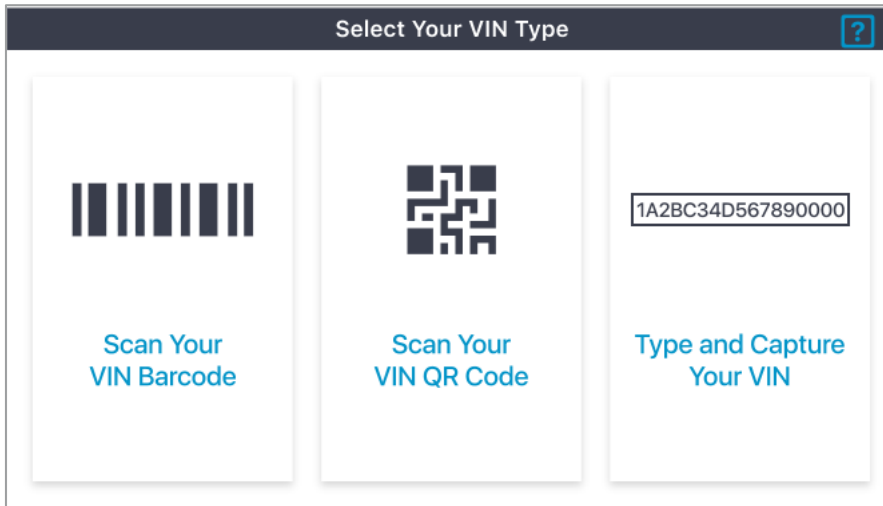 Select Your VIN Type
?
1A2BC34D567890000
Scan Your
VIN Barcode
Scan Your
VIN QR Code
Type and Capture
Your VIN